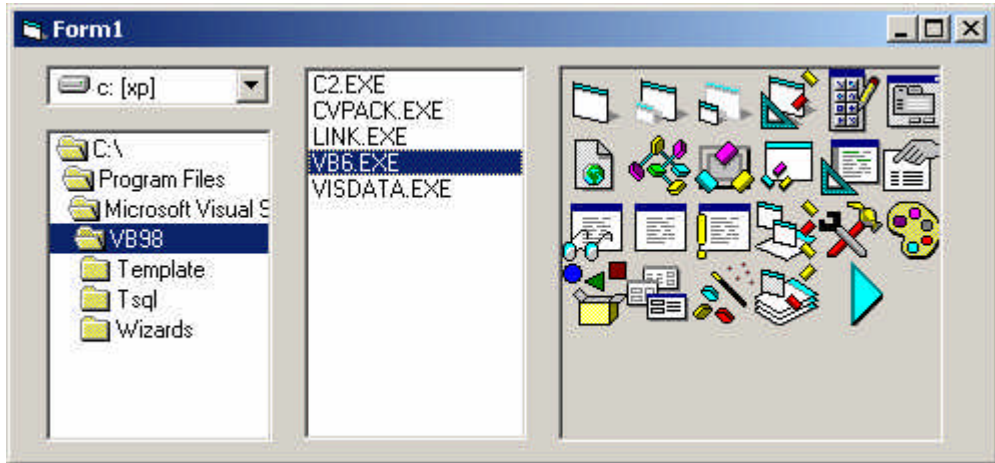 Form1
c: [xp]
C:\
Program Files
Microsoft Visual S
VB98
Template
Tsql
Wizards
C2.EXE
CVPACK.EXE
LINK.EXE
VB6.EXE
VISDATA.EXE